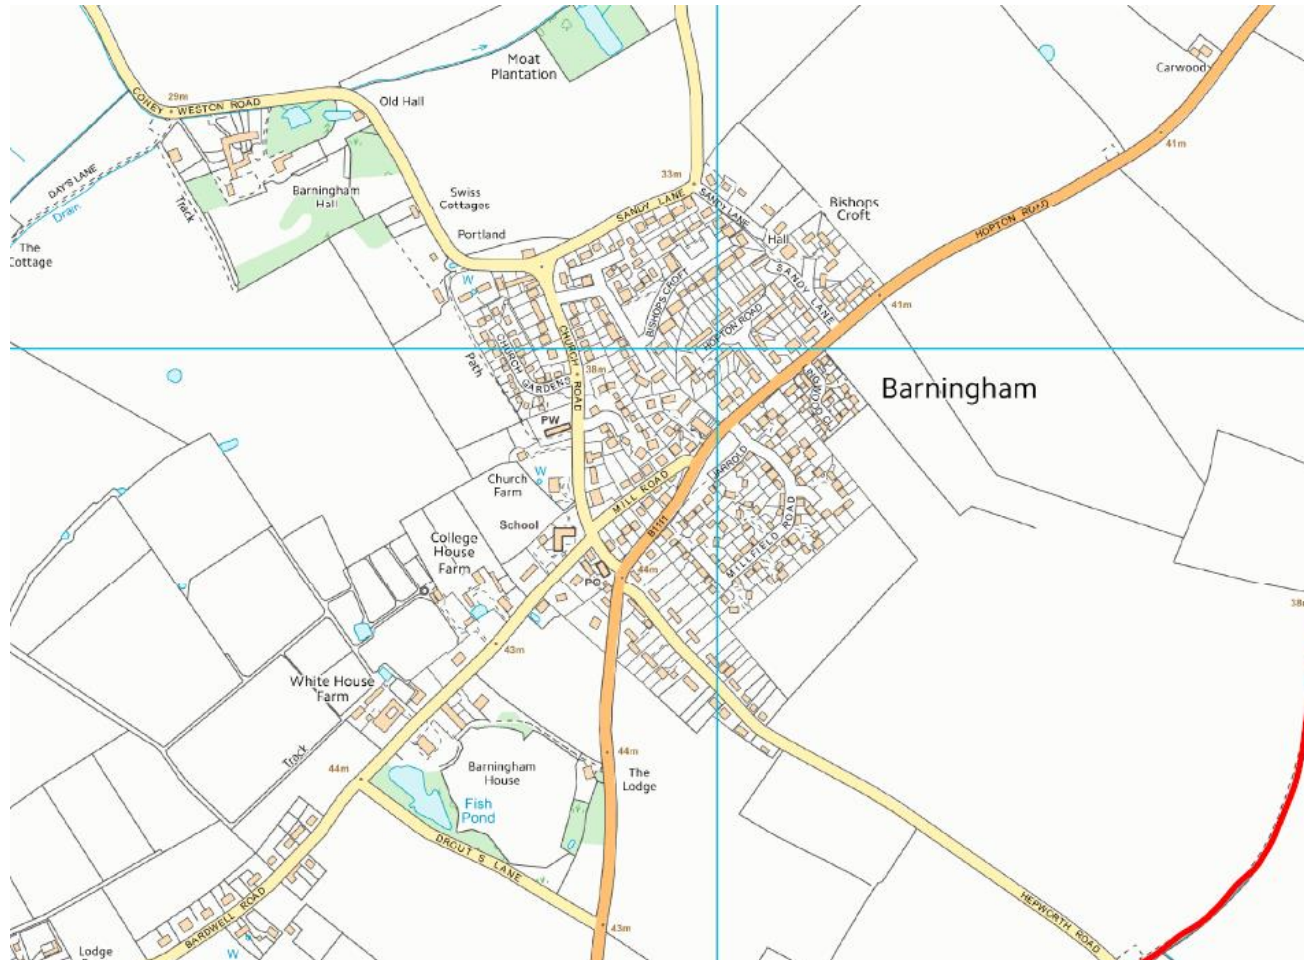 Moat
Plantation
Carwood
29m
CONEY WESTON ROAD
Old Hall
41m
DAY'S LANE
Drain
Track
Barningham
Hall
Swiss
Cottages
33m
SANDY LANE
SANDY LANE
Bishops
Croft
HOPTON ROAD
The
Cottage
Portland
Hall
SANDY LANE
W
BISHOPS CROFT
41m
HOPTON ROAD
Path
CHURCH
GARDENS
CHURCH ROAD
38m
Barningham
PW
Church
Farm
W
MILL ROAD
JARROLD
School
B1111
MILLFIELD ROAD
College
House
Farm
PO
44m
38m
43m
White House
Farm
Track
44m
44m
Barningham
House
The
Lodge
Fish
Pond
DROUT S LANE
HEPWORTH ROAD
BARDWELL ROAD
43m
Lodge
W